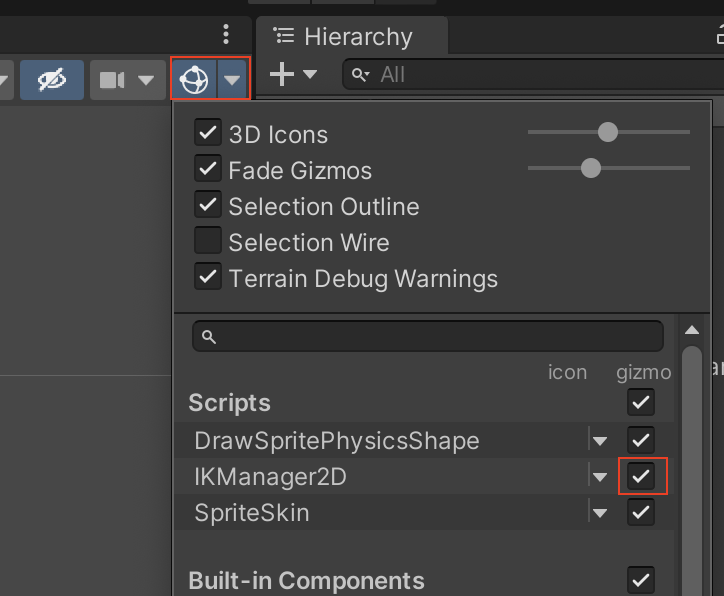 Hierarchy
All
3D Icons
Fade Gizmos
Selection Outline
Selection Wire
Terrain Debug Warnings
icon gizmo
Scripts
DrawSpritePhysicsShape
IKManager2D
SpriteSkin
Built-in Components